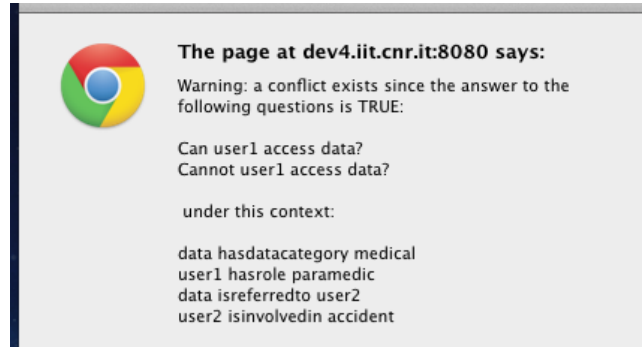 The page at dev4.iit.cnr.it:8080 says:
Warning: a conflict exists since the answer to the
following questions is TRUE:
Can user1 access data?
Cannot user1 access data?
under this context:
data hasdatacategory medical
user1 hasrole paramedic
data isreferredto user2
user2 isinvolvedin accident